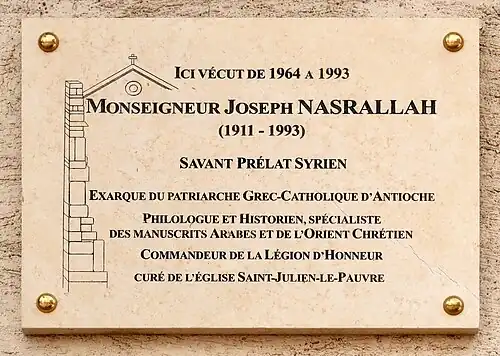 Ici vécut de 1964 a 1993
Monseigneur Joseph NASRALLAH
(1911 - 1993)
Savant Prélat Syrien
Exarque du patriarche Grec-Catholique d'Antioche
Philologue et Historien, spécialiste
des manuscrits Arabes et de l'Orient Chrétien
Commandeur de la Légion d'Honneur
curé de l'église Saint-Julien-le-Pauvre